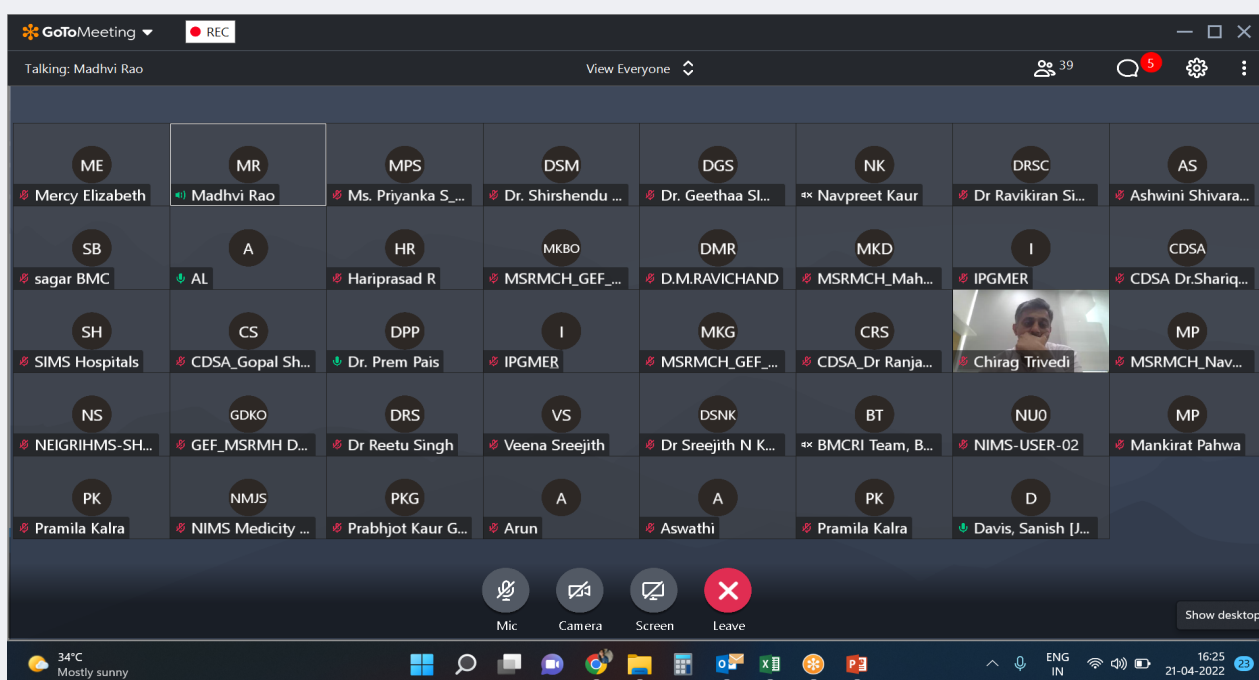 GoToMeeting
REC
Talking: Madhvi Rao
View Everyone
39
5
ME
Mercy Elizabeth
MR
Madhvi Rao
MPS
Ms. Priyanka S_...
DSM
Dr. Shirshendu ...
DGS
Dr. Geethaa SI...
NK
Navpreet Kaur
DRSC
Dr Ravikiran Si...
AS
Ashwini Shivara...
SB
sagar BMC
A
AL
HR
Hariprasad R
MKBO
MSRMCH_GEF_...
DMR
D.M.RAVICHAND
MKD
MSRMCH_Mah...
I
IPGMER
CDSA
CDSA Dr.Shariq...
SH
SIMS Hospitals
CS
CDSA_Gopal Sh...
DPP
Dr. Prem Pais
I
IPGMER
MKG
MSRMCH_GEF_...
CRS
CDSA_Dr Ranja...
Chirag Trivedi
MP
MSRMCH_Nav...
NS
NEIGRIHMS-SH...
GDKO
GEF_MSRMH D...
DRS
Dr Reetu Singh
VS
Veena Sreejith
DSNK
Dr Sreejith N K...
BT
BMCRI Team, B...
NU0
NIMS-USER-02
MP
Mankirat Pahwa
PK
Pramila Kalra
NMJS
NIMS Medicity ...
PKG
Prabhjot Kaur G...
A
Arun
A
Aswathi
PK
Pramila Kalra
D
Davis, Sanish [J...
Mic
Camera
Screen
Leave
Show desktop
34°C
Mostly sunny
ENG
IN
16:25
21-04-2022
23